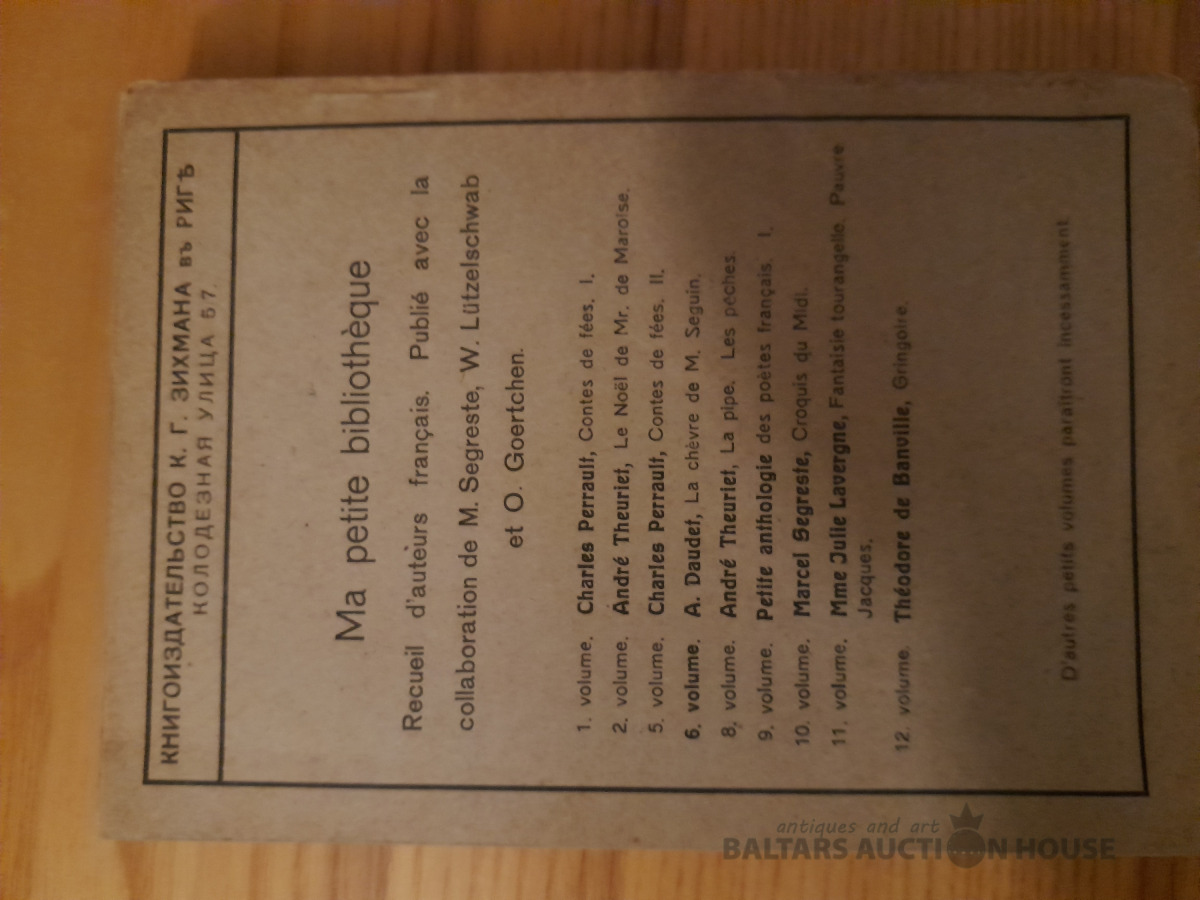 КНИГОИЗДАТЕЛЬСТВО К. Г. ЗИХМАНА въ РИГѢ
КОЛОДЕЗНАЯ УЛИЦА 57.
Ma petite bibliothèque
Recueil d'auteurs français. Publié avec la
collaboration de M. Segreste, W. Lützelschwab
et O. Goertchen.
1. volume. Charles Perrault, Contes de fées. I.
2. volume. André Theuriet, Le Noël de Mr. de Maroise.
5. volume. Charles Perrault, Contes de fées. II.
6. volume. A. Daudet, La chèvre de M. Seguin.
8. volume. André Theuriet, La pipe. Les pêches.
9. volume. Petite anthologie des poètes français. I.
10. volume. Marcel Segreste, Croquis du Midi.
11. volume. Mme Julie Lavergne, Fantaisie tourangelle. Pauvre
Jacques.
12. volume. Théodore de Banville, Gringoire.
D'autres petits volumes paraîtront incessamment.
antiques and art
BALTARS AUCTION HOUSE